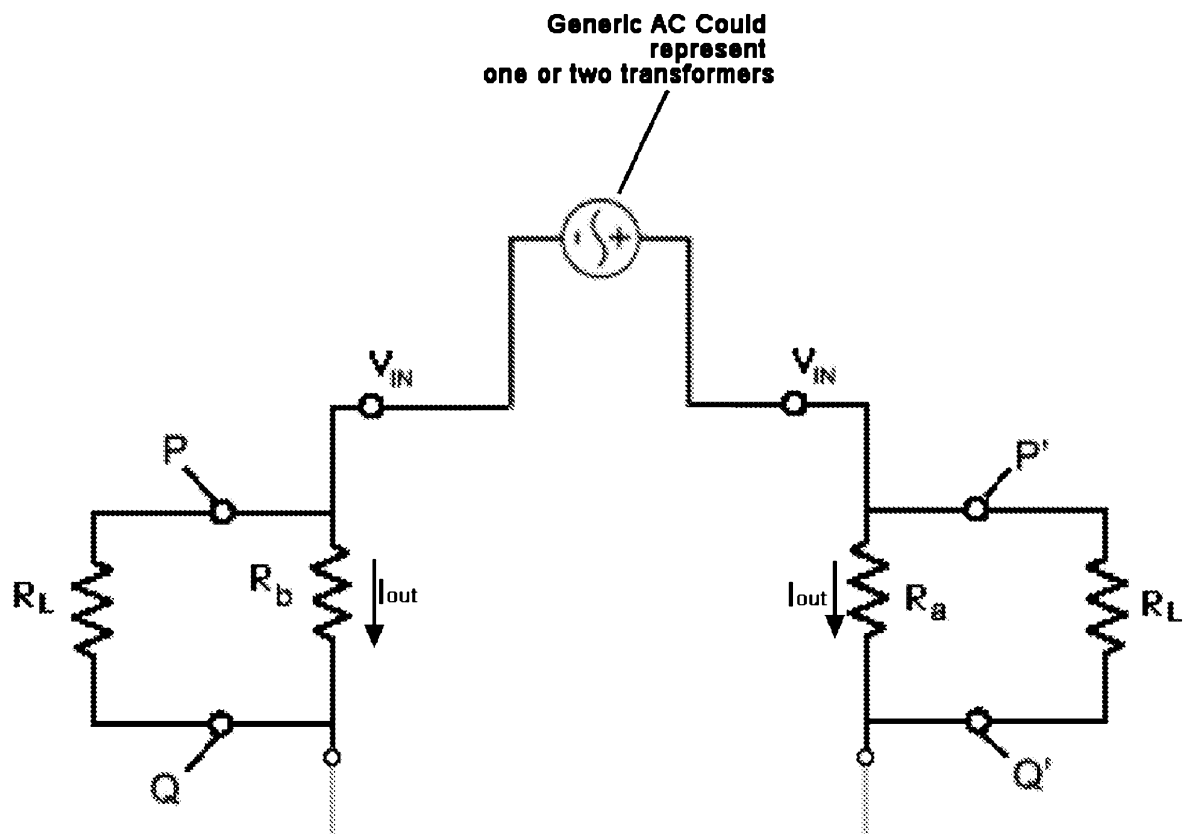 Generic AC Could
represent
one or two transformers
- +
VIN
VIN
P
P'
RL
Rb
Iout
Iout
Ra
RL
Q
Q'